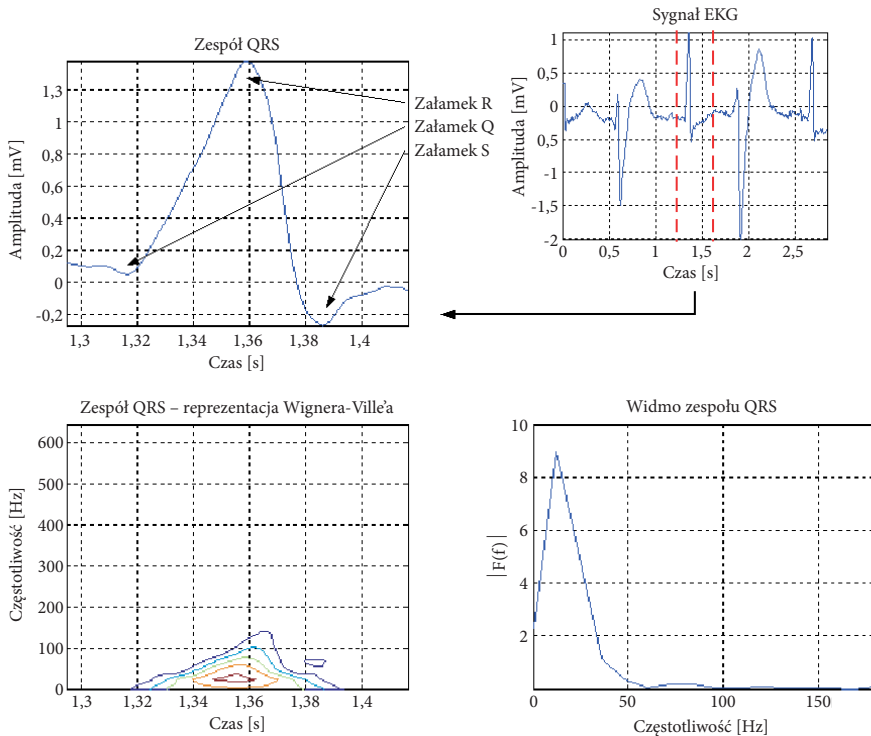 Zespół QRS
Amplituda [mV]
1,3
1
0,8
0,6
0,4
0,2
0
-0,2
1,3 1,32 1,34 1,36 1,38 1,4
Czas [s]
Załamek R
Załamek Q
Załamek S
Sygnał EKG
Amplituda [mV]
1
0,5
0
0,5
-1
-1,5
-2
0 0,5 1 1,5 2 2,5
Czas [s]
Zespół QRS – reprezentacja Wignera-Ville’a
Częstotliwość [Hz]
600
500
400
300
200
100
0
1,3 1,32 1,34 1,36 1,38 1,4
Czas [s]
Widmo zespołu QRS
|F(f)|
10
8
6
4
2
0 50 100 150
Częstotliwość [Hz]